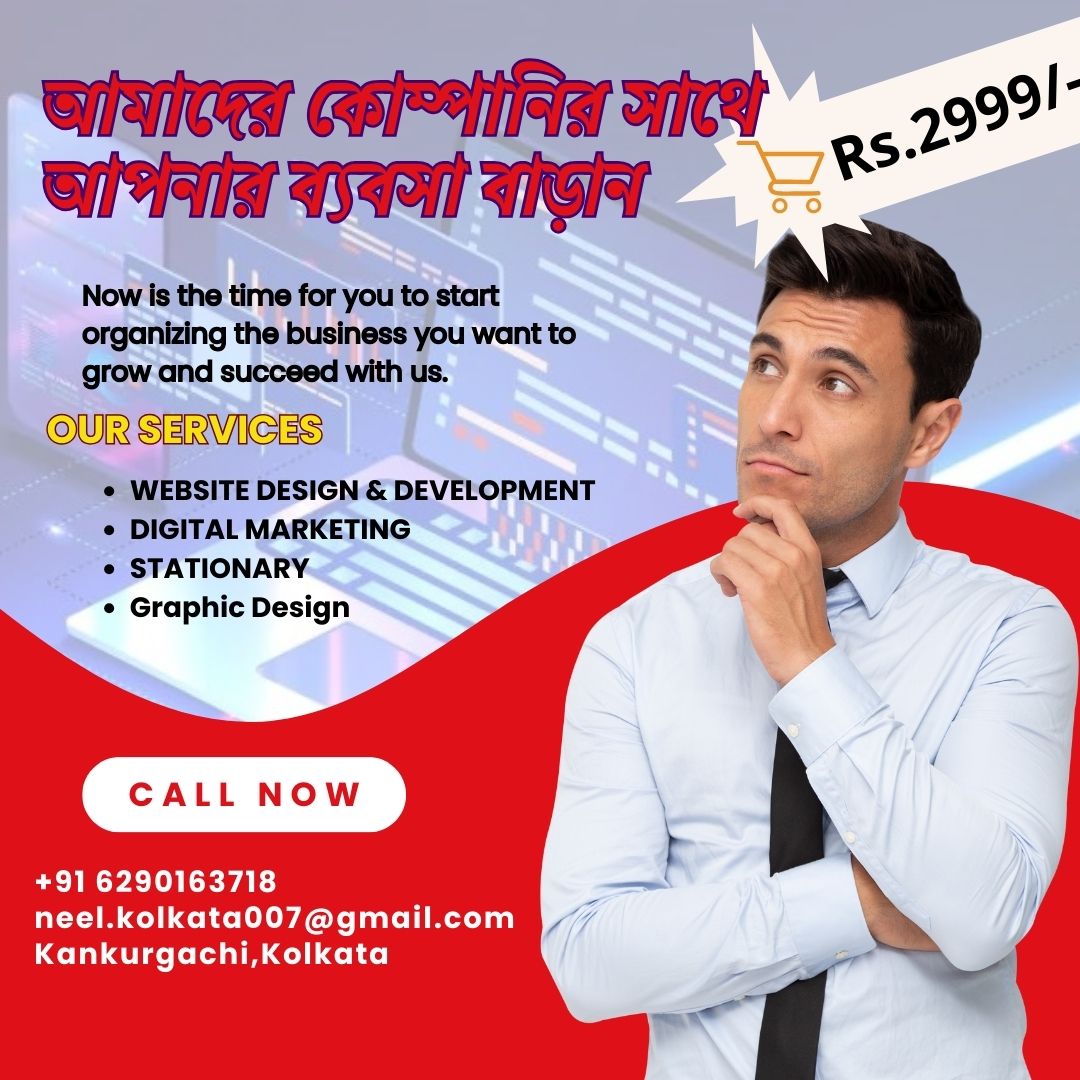 আমাদের কোম্পানির সাথে
আপনার ব্যবসা বাড়ান
Rs.2999/-
Now is the time for you to start
organizing the business you want to
grow and succeed with us.
OUR SERVICES
• WEBSITE DESIGN & DEVELOPMENT
• DIGITAL MARKETING
• STATIONARY
• Graphic Design
CALL NOW
+91 6290163718
neel.kolkata007@gmail.com
Kankurgachi,Kolkata